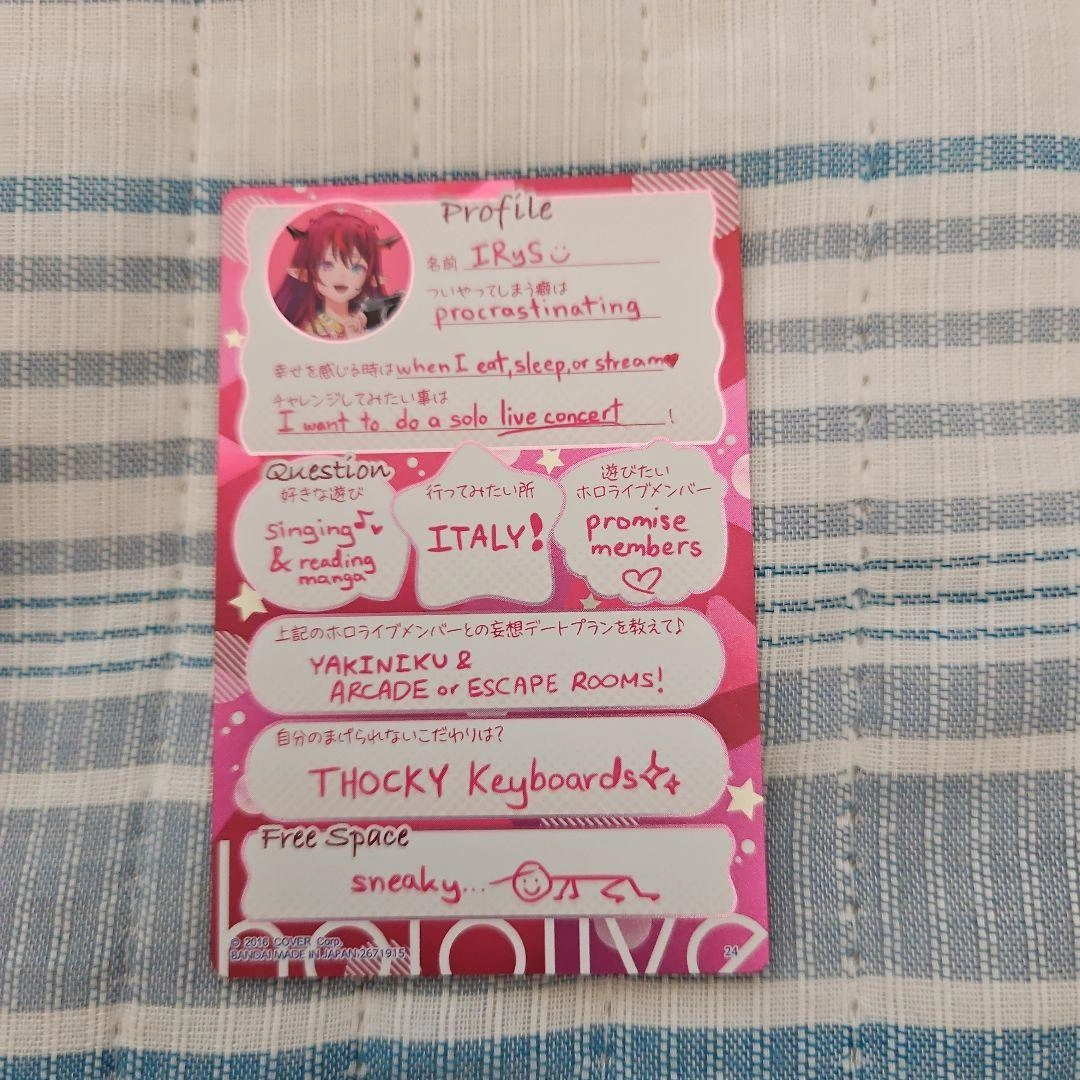 Profile
名前 IRyS
ついやってしまう癖は
procrastinating
幸せを感じる時は when I eat, sleep, or stream♥
チャレンジしてみたい事は
I want to do a solo live concert !
Question
好きな遊び
singing♪♥
& reading
manga
行ってみたい所
ITALY!
遊びたい
ホロライブメンバー
promise
members
♡
上記のホロライブメンバーとの妄想デートプランを教えて♪
YAKINIKU &
ARCADE or ESCAPE ROOMS!
自分のまげられないこだわりは?
THOCKY Keyboards
Free Space
sneaky...
hololive
© 2016 COVER Corp.
BANDAI MADE IN JAPAN 2671915
24